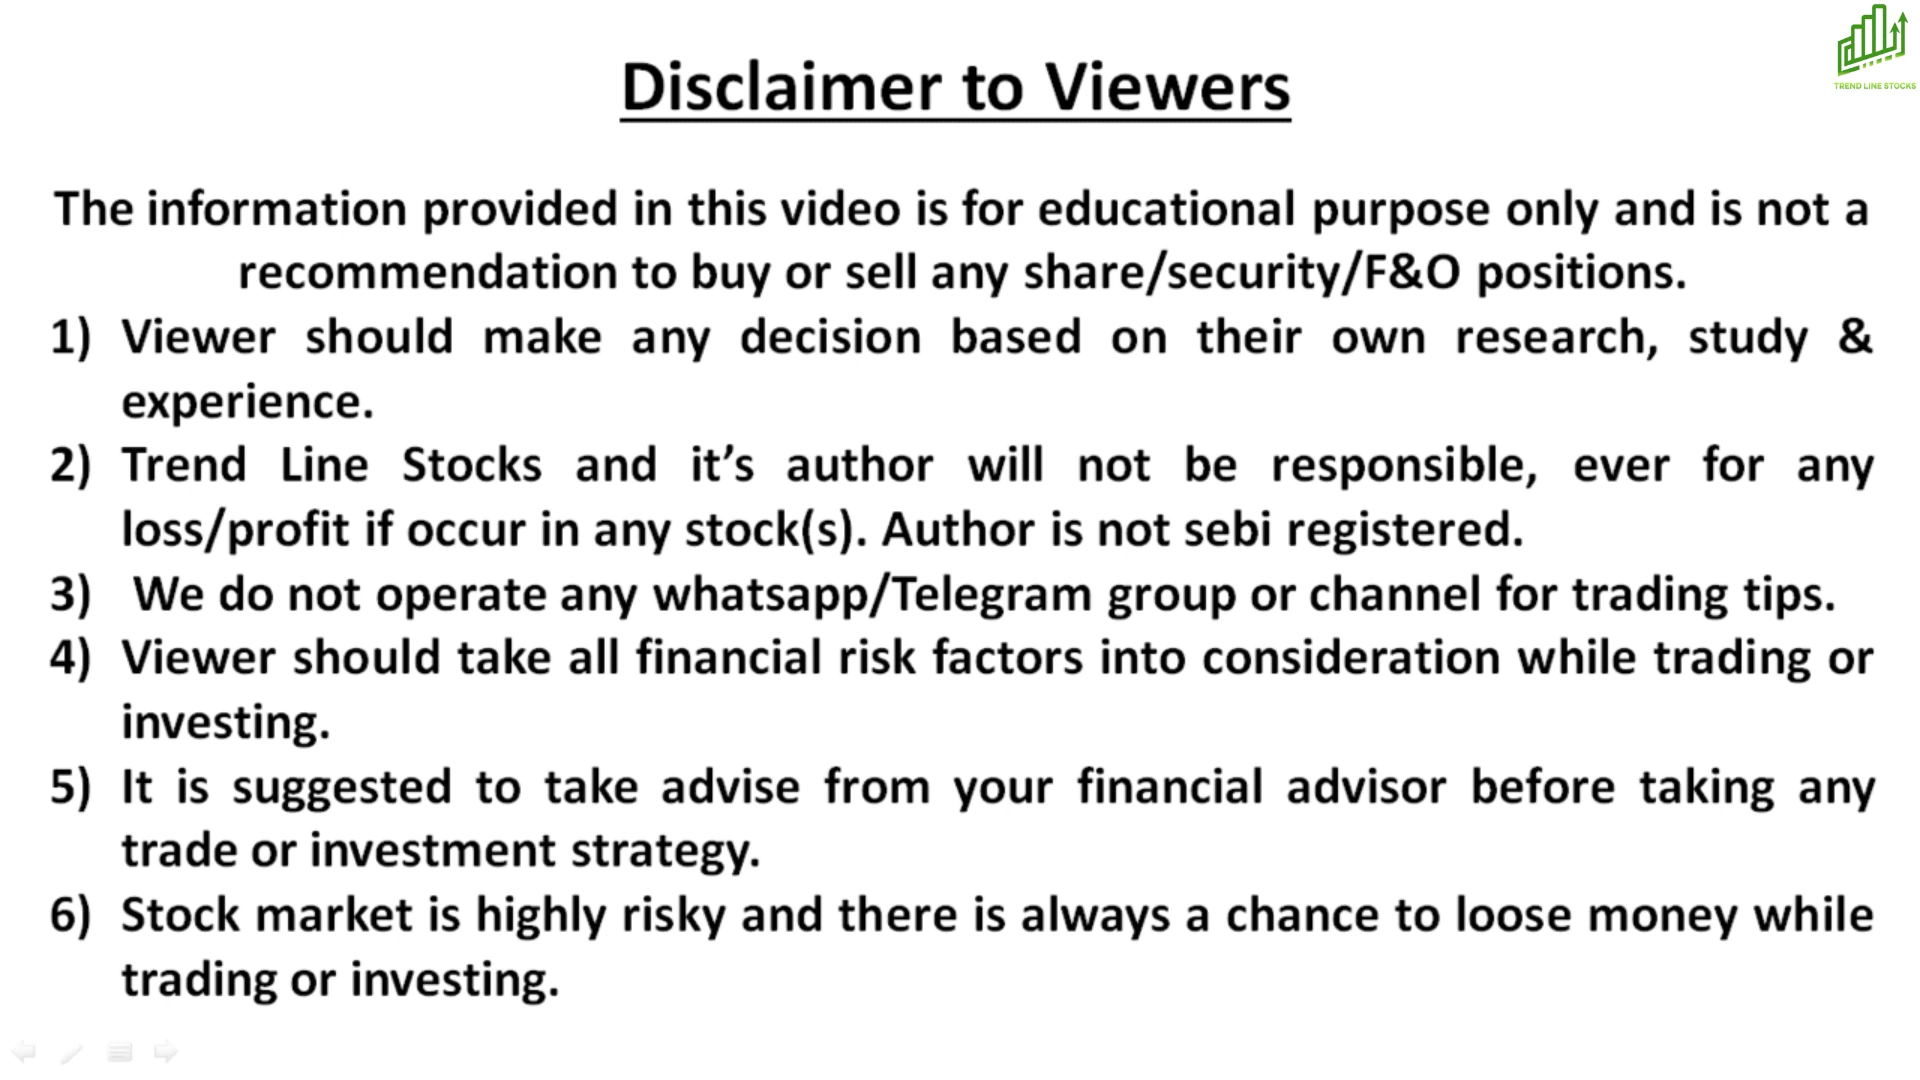 TREND LINE STOCKS
Disclaimer to Viewers
The information provided in this video is for educational purpose only and is not a
recommendation to buy or sell any share/security/F&O positions.
1) Viewer should make any decision based on their own research, study &
experience.
2) Trend Line Stocks and it’s author will not be responsible, ever for any
loss/profit if occur in any stock(s). Author is not sebi registered.
3) We do not operate any whatsapp/Telegram group or channel for trading tips.
4) Viewer should take all financial risk factors into consideration while trading or
investing.
5) It is suggested to take advise from your financial advisor before taking any
trade or investment strategy.
6) Stock market is highly risky and there is always a chance to loose money while
trading or investing.